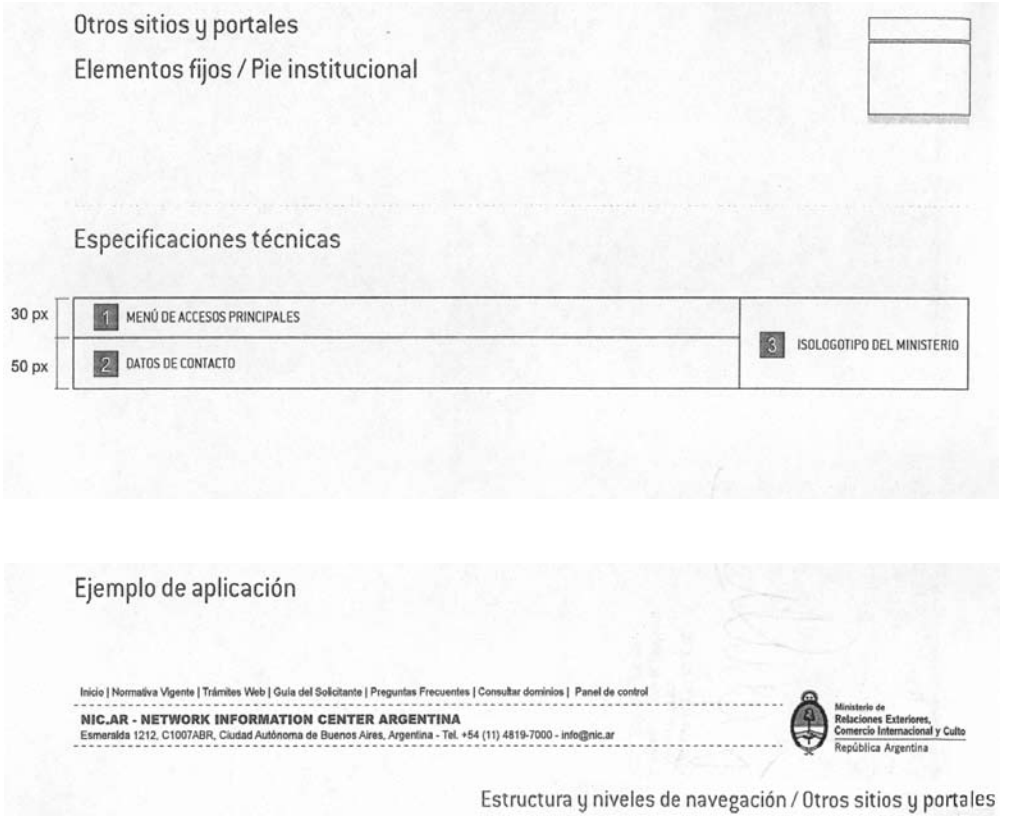 Otros sitios y portales
Elementos fijos / Pie institucional
Especificaciones técnicas
30 px
1 MENÚ DE ACCESOS PRINCIPALES
50 px
2 DATOS DE CONTACTO
3 ISOLOGOTIPO DEL MINISTERIO
Ejemplo de aplicación
Inicio | Normativa Vigente | Trámites Web | Guía del Solicitante | Preguntas Frecuentes | Consultar dominios | Panel de control
NIC.AR - NETWORK INFORMATION CENTER ARGENTINA
Esmeralda 1212, C1007ABR, Ciudad Autónoma de Buenos Aires, Argentina - Tel. +54 (11) 4819-7000 - info@nic.ar
Ministerio de
Relaciones Exteriores,
Comercio Internacional y Culto
República Argentina
Estructura y niveles de navegación / Otros sitios y portales